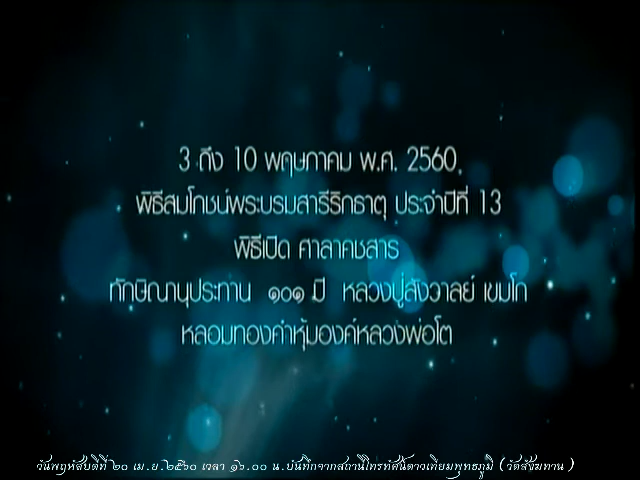 3 ถึง 10 พฤษภาคม พ.ศ. 2560,
พิธีสมโภชน์พระบรมสารีริกธาตุ ประจำปีที่ 13
พิธีเปิด ศาลาคชสาร
ทักษิณานุประทาน ๑๐๑ ปี หลวงปู่สังวาลย์ เขมโก
หลอมทองคำหุ้มองค์หลวงพ่อโต
วันพฤหัสบดีที่ ๒๐ เม.ย.๒๕๖๐ เวลา ๑๖.๐๐ น.บันทึกจากสถานีโทรทัศน์ดาวเทียมพุทธภูมิ ( วัดสังฆทาน )